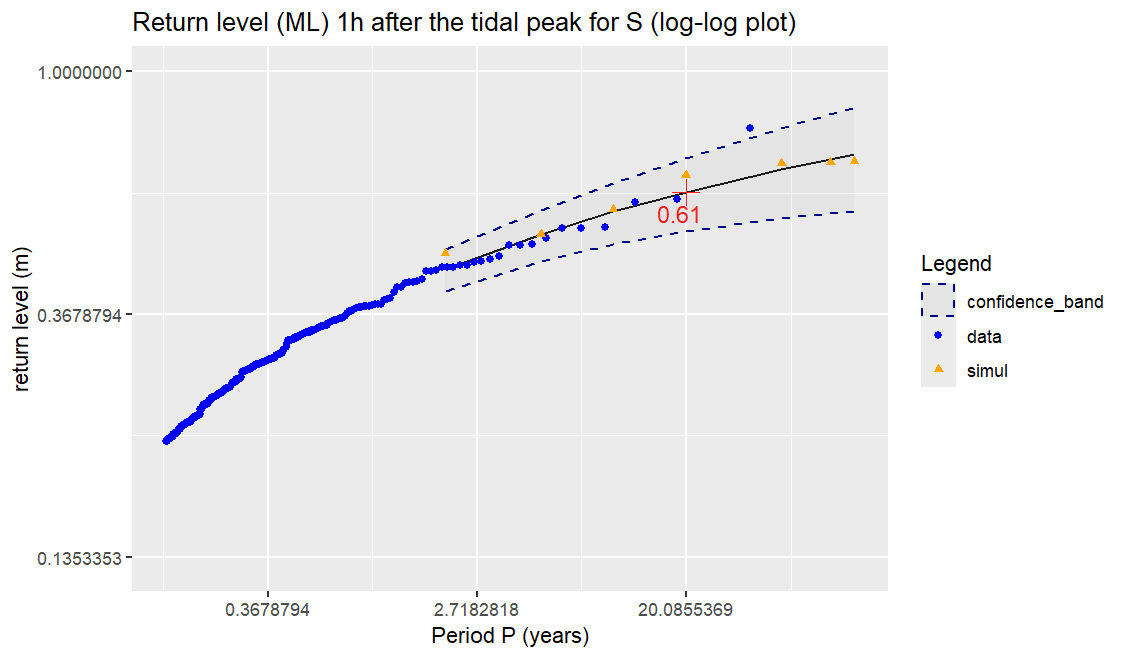 Return level (ML) 1h after the tidal peak for S (log-log plot)
1.0000000
0.3678794
0.1353353
return level (m)
0.61
0.3678794
2.7182818
20.0855369
Period P (years)
Legend
confidence_band
data
simul